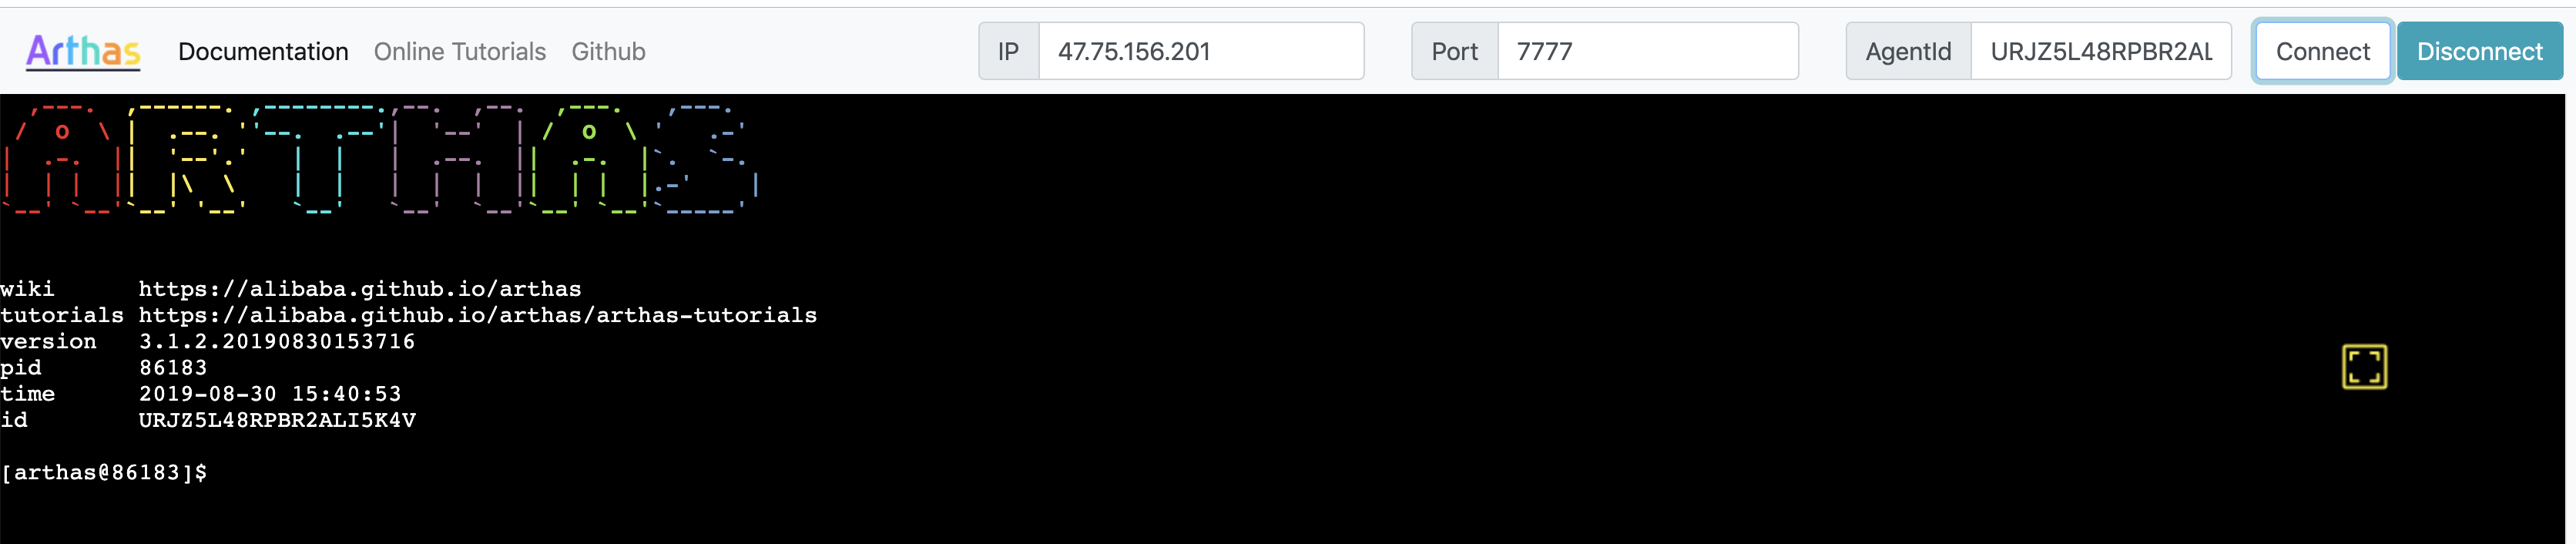 Arthas Documentation Online Tutorials Github IP 47.75.156.201 Port 7777 AgentId URJZ5L48RPBR2AL Connect Disconnect
ARTHAS
wiki https://alibaba.github.io/arthas
tutorials https://alibaba.github.io/arthas/arthas-tutorials
version 3.1.2.20190830153716
pid 86183
time 2019-08-30 15:40:53
id URJZ5L48RPBR2ALI5K4V
[arthas@86183]$